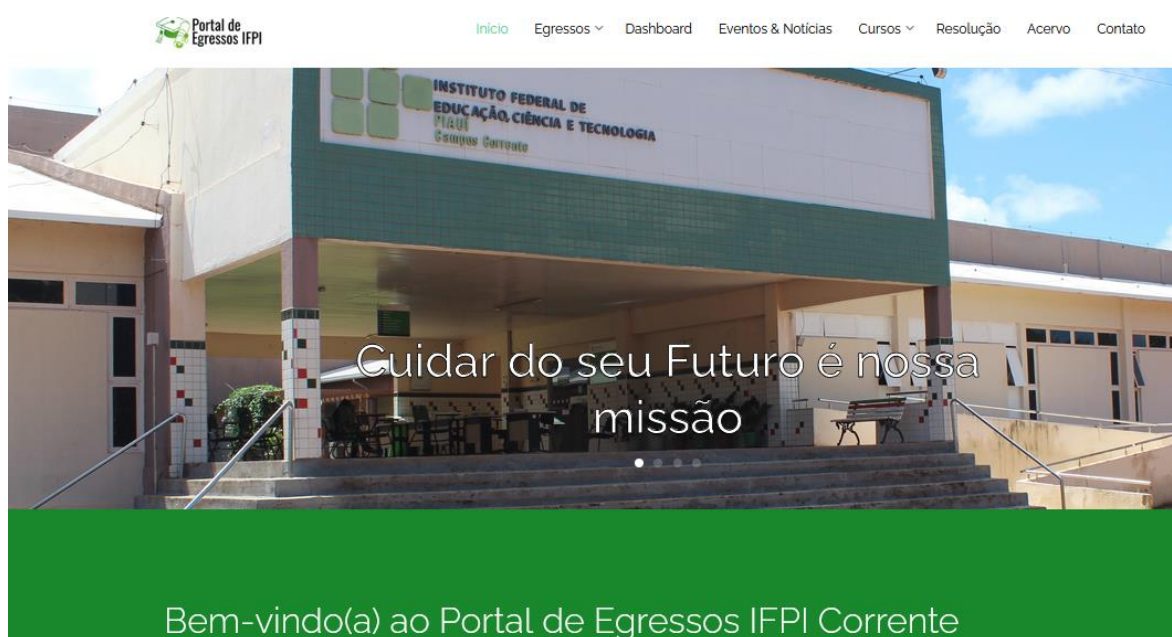 Portal de
Egressos IFPI
Início Egressos Dashboard Eventos & Notícias Cursos Resolução Acervo Contato
INSTITUTO FEDERAL DE
EDUCAÇÃO, CIÊNCIA E TECNOLOGIA
PIAUÍ
Campus Corrente
Cuidar do seu Futuro é nossa
missão
Bem-vindo(a) ao Portal de Egressos IFPI Corrente